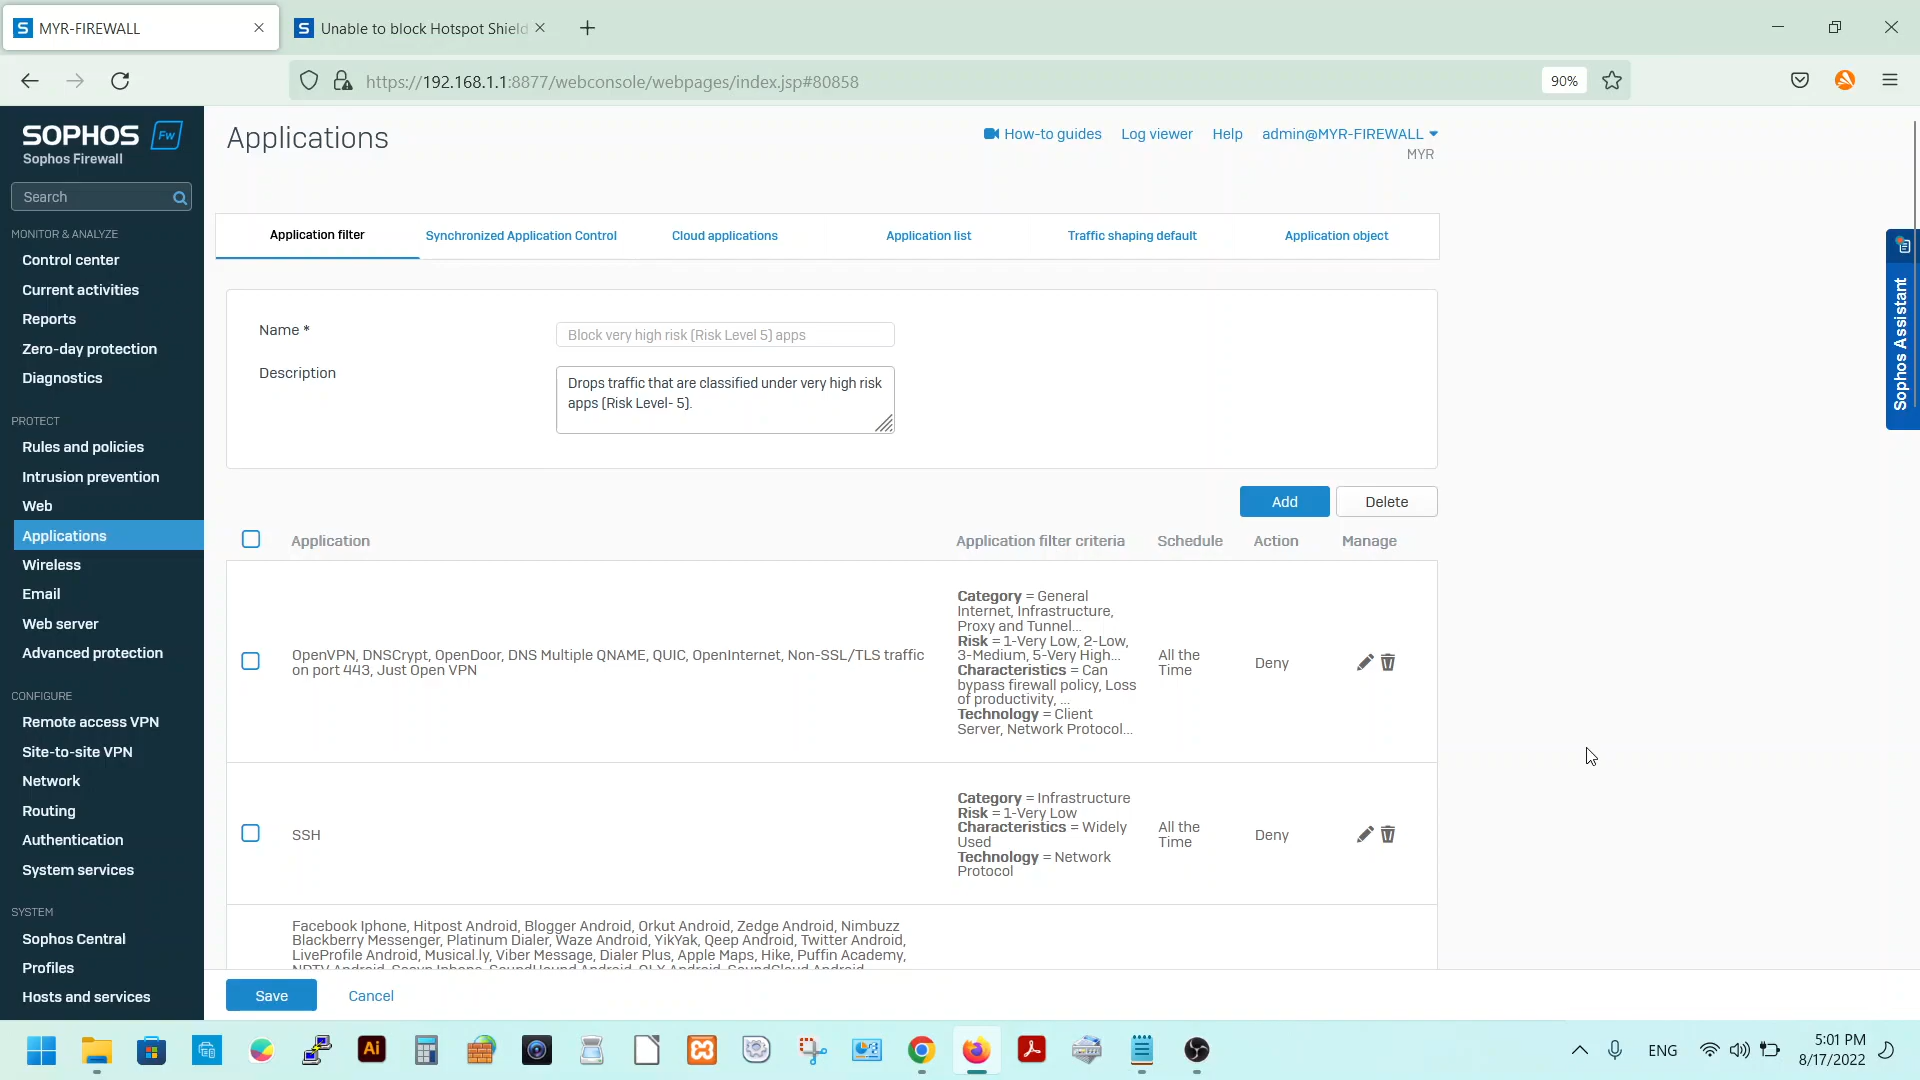 MYR-FIREWALL
Unable to block Hotspot Shield
https://192.168.1.1:8877/webconsole/webpages/index.jsp#80858
90%
SOPHOS
Fw
Sophos Firewall
Search
MONITOR & ANALYZE
Control center
Current activities
Reports
Zero-day protection
Diagnostics
PROTECT
Rules and policies
Intrusion prevention
Web
Applications
Wireless
Email
Web server
Advanced protection
CONFIGURE
Remote access VPN
Site-to-site VPN
Network
Routing
Authentication
System services
SYSTEM
Sophos Central
Profiles
Hosts and services
Applications
How-to guides
Log viewer
Help
admin@MYR-FIREWALL
MYR
Application filter
Synchronized Application Control
Cloud applications
Application list
Traffic shaping default
Application object
Name *
Block very high risk (Risk Level 5) apps
Description
Drops traffic that are classified under very high risk
apps (Risk Level- 5).
Add
Delete
Application
Application filter criteria
Schedule
Action
Manage
OpenVPN, DNSCrypt, OpenDoor, DNS Multiple QNAME, QUIC, OpenInternet, Non-SSL/TLS traffic
on port 443, Just Open VPN
Category = General
Internet, Infrastructure,
Proxy and Tunnel...
Risk = 1-Very Low, 2-Low,
3-Medium, 5-Very High...
Characteristics = Can
bypass firewall policy, Loss
of productivity, ...
Technology = Client
Server, Network Protocol...
All the
Time
Deny
SSH
Category = Infrastructure
Risk = 1-Very Low
Characteristics = Widely
Used
Technology = Network
Protocol
All the
Time
Deny
Facebook Iphone, Hitpost Android, Blogger Android, Orkut Android, Zedge Android, Nimbuzz
Blackberry Messenger, Platinum Dialer, Waze Android, YikYak, Qeep Android, Twitter Android,
LiveProfile Android, Musical.ly, Viber Message, Dialer Plus, Apple Maps, Hike, Puffin Academy,
NDTV Android, Saavn Iphone, SoundHound Android, OLX Android, SoundCloud Android
Save
Cancel
Sophos Assistant
Ai
ENG
5:01 PM
8/17/2022